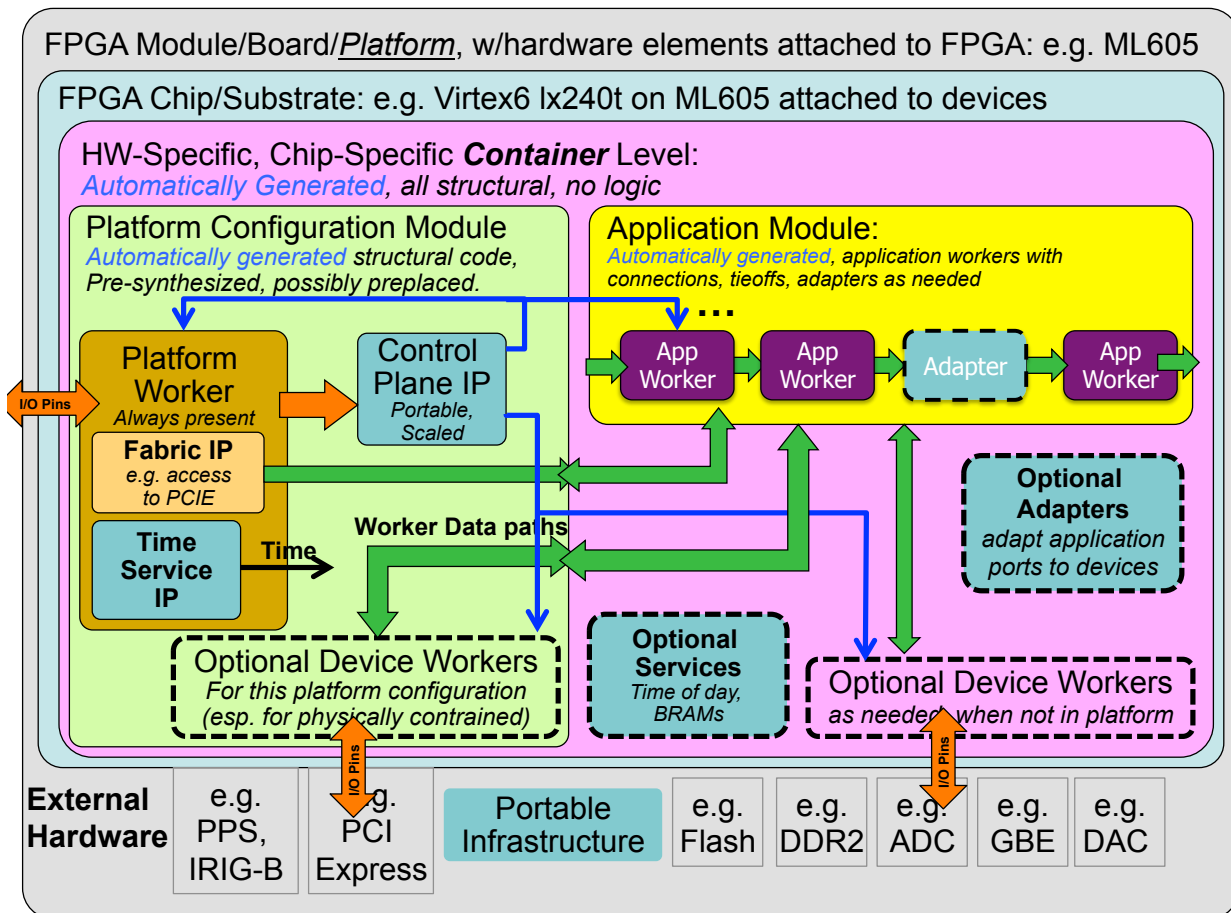 FPGA Module/Board/Platform, w/hardware elements attached to FPGA: e.g. ML605
FPGA Chip/Substrate: e.g. Virtex6 lx240t on ML605 attached to devices
HW-Specific, Chip-Specific Container Level:
Automatically Generated, all structural, no logic
Platform Configuration Module
Automatically generated structural code,
Pre-synthesized, possibly preplaced.
Application Module:
Automatically generated, application workers with
connections, tieoffs, adapters as needed
...
Platform
Worker
Always present
Control
Plane IP
Portable,
Scaled
App
Worker
App
Worker
Adapter
App
Worker
I/O Pins
Fabric IP
e.g. access
to PCIE
Time
Service
IP
Time
Worker Data paths
Optional
Adapters
adapt application
ports to devices
Optional Device Workers
For this platform configuration
(esp. for physically contrained)
Optional
Services
Time of day,
BRAMs
Optional Device Workers
as needed, when not in platform
I/O Pins
I/O Pins
External
Hardware
e.g.
PPS,
IRIG-B
e.g.
PCI
Express
Portable
Infrastructure
e.g.
Flash
e.g.
DDR2
e.g.
ADC
e.g.
GBE
e.g.
DAC